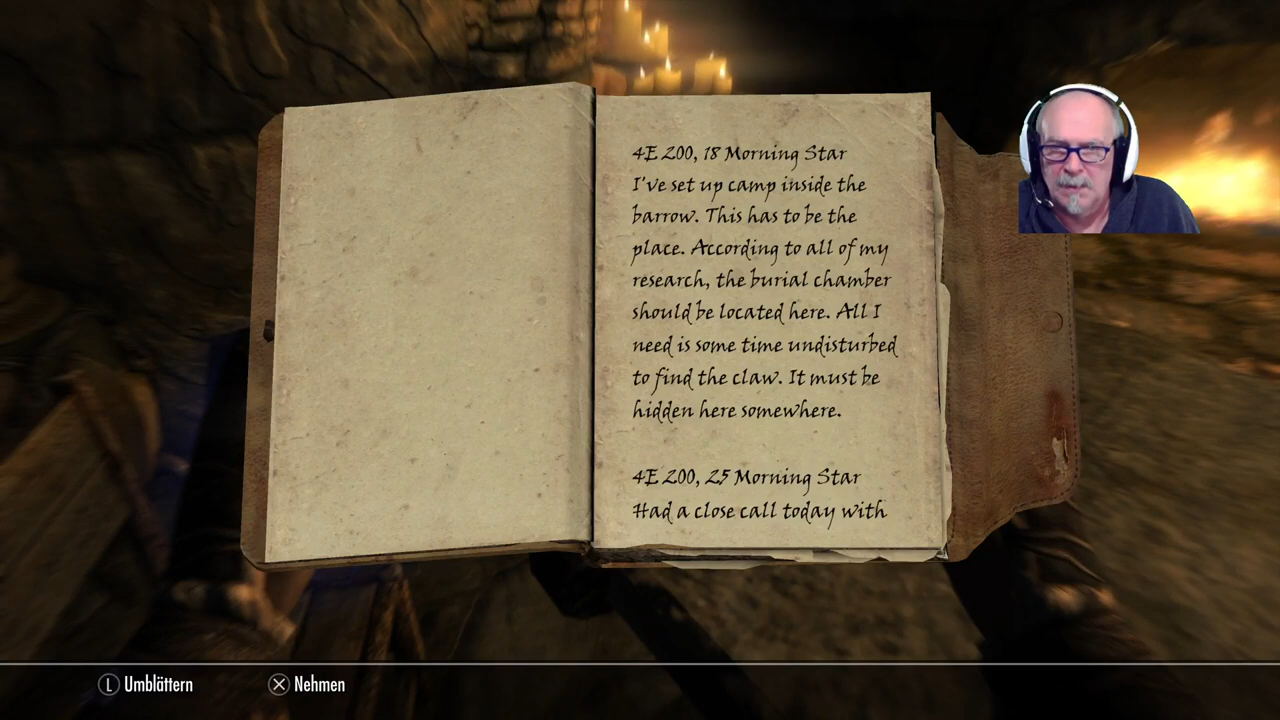 4E 200, 18 Morning Star
I've set up camp inside the
barrow. This has to be the
place. According to all of my
research, the burial chamber
should be located here. All I
need is some time undisturbed
to find the claw. It must be
hidden here somewhere.
4E 200, 25 Morning Star
Had a close call today with
L Umblättern
X Nehmen